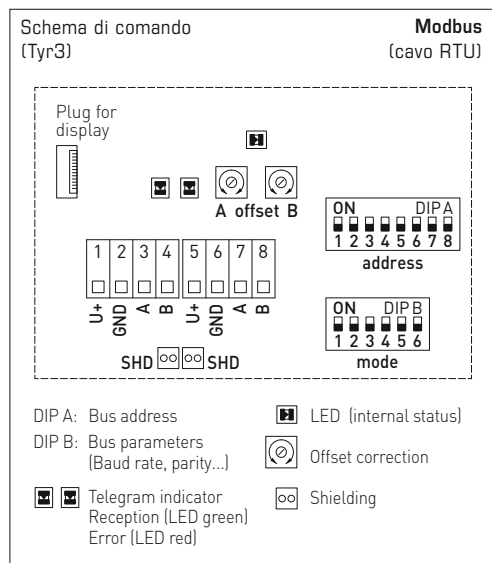 Schema di comando
(Tyr3)
Modbus
(cavo RTU)
Plug for
display
A offset B
ON DIP A
1 2 3 4 5 6 7 8
address
1 2 3 4 5 6 7 8
U+ GND A B U+ GND A B
ON DIP B
1 2 3 4 5 6
mode
SHD SHD
DIP A: Bus address
DIP B: Bus parameters
(Baud rate, parity...)
Telegram indicator
Reception (LED green)
Error (LED red)
LED (internal status)
Offset correction
Shielding